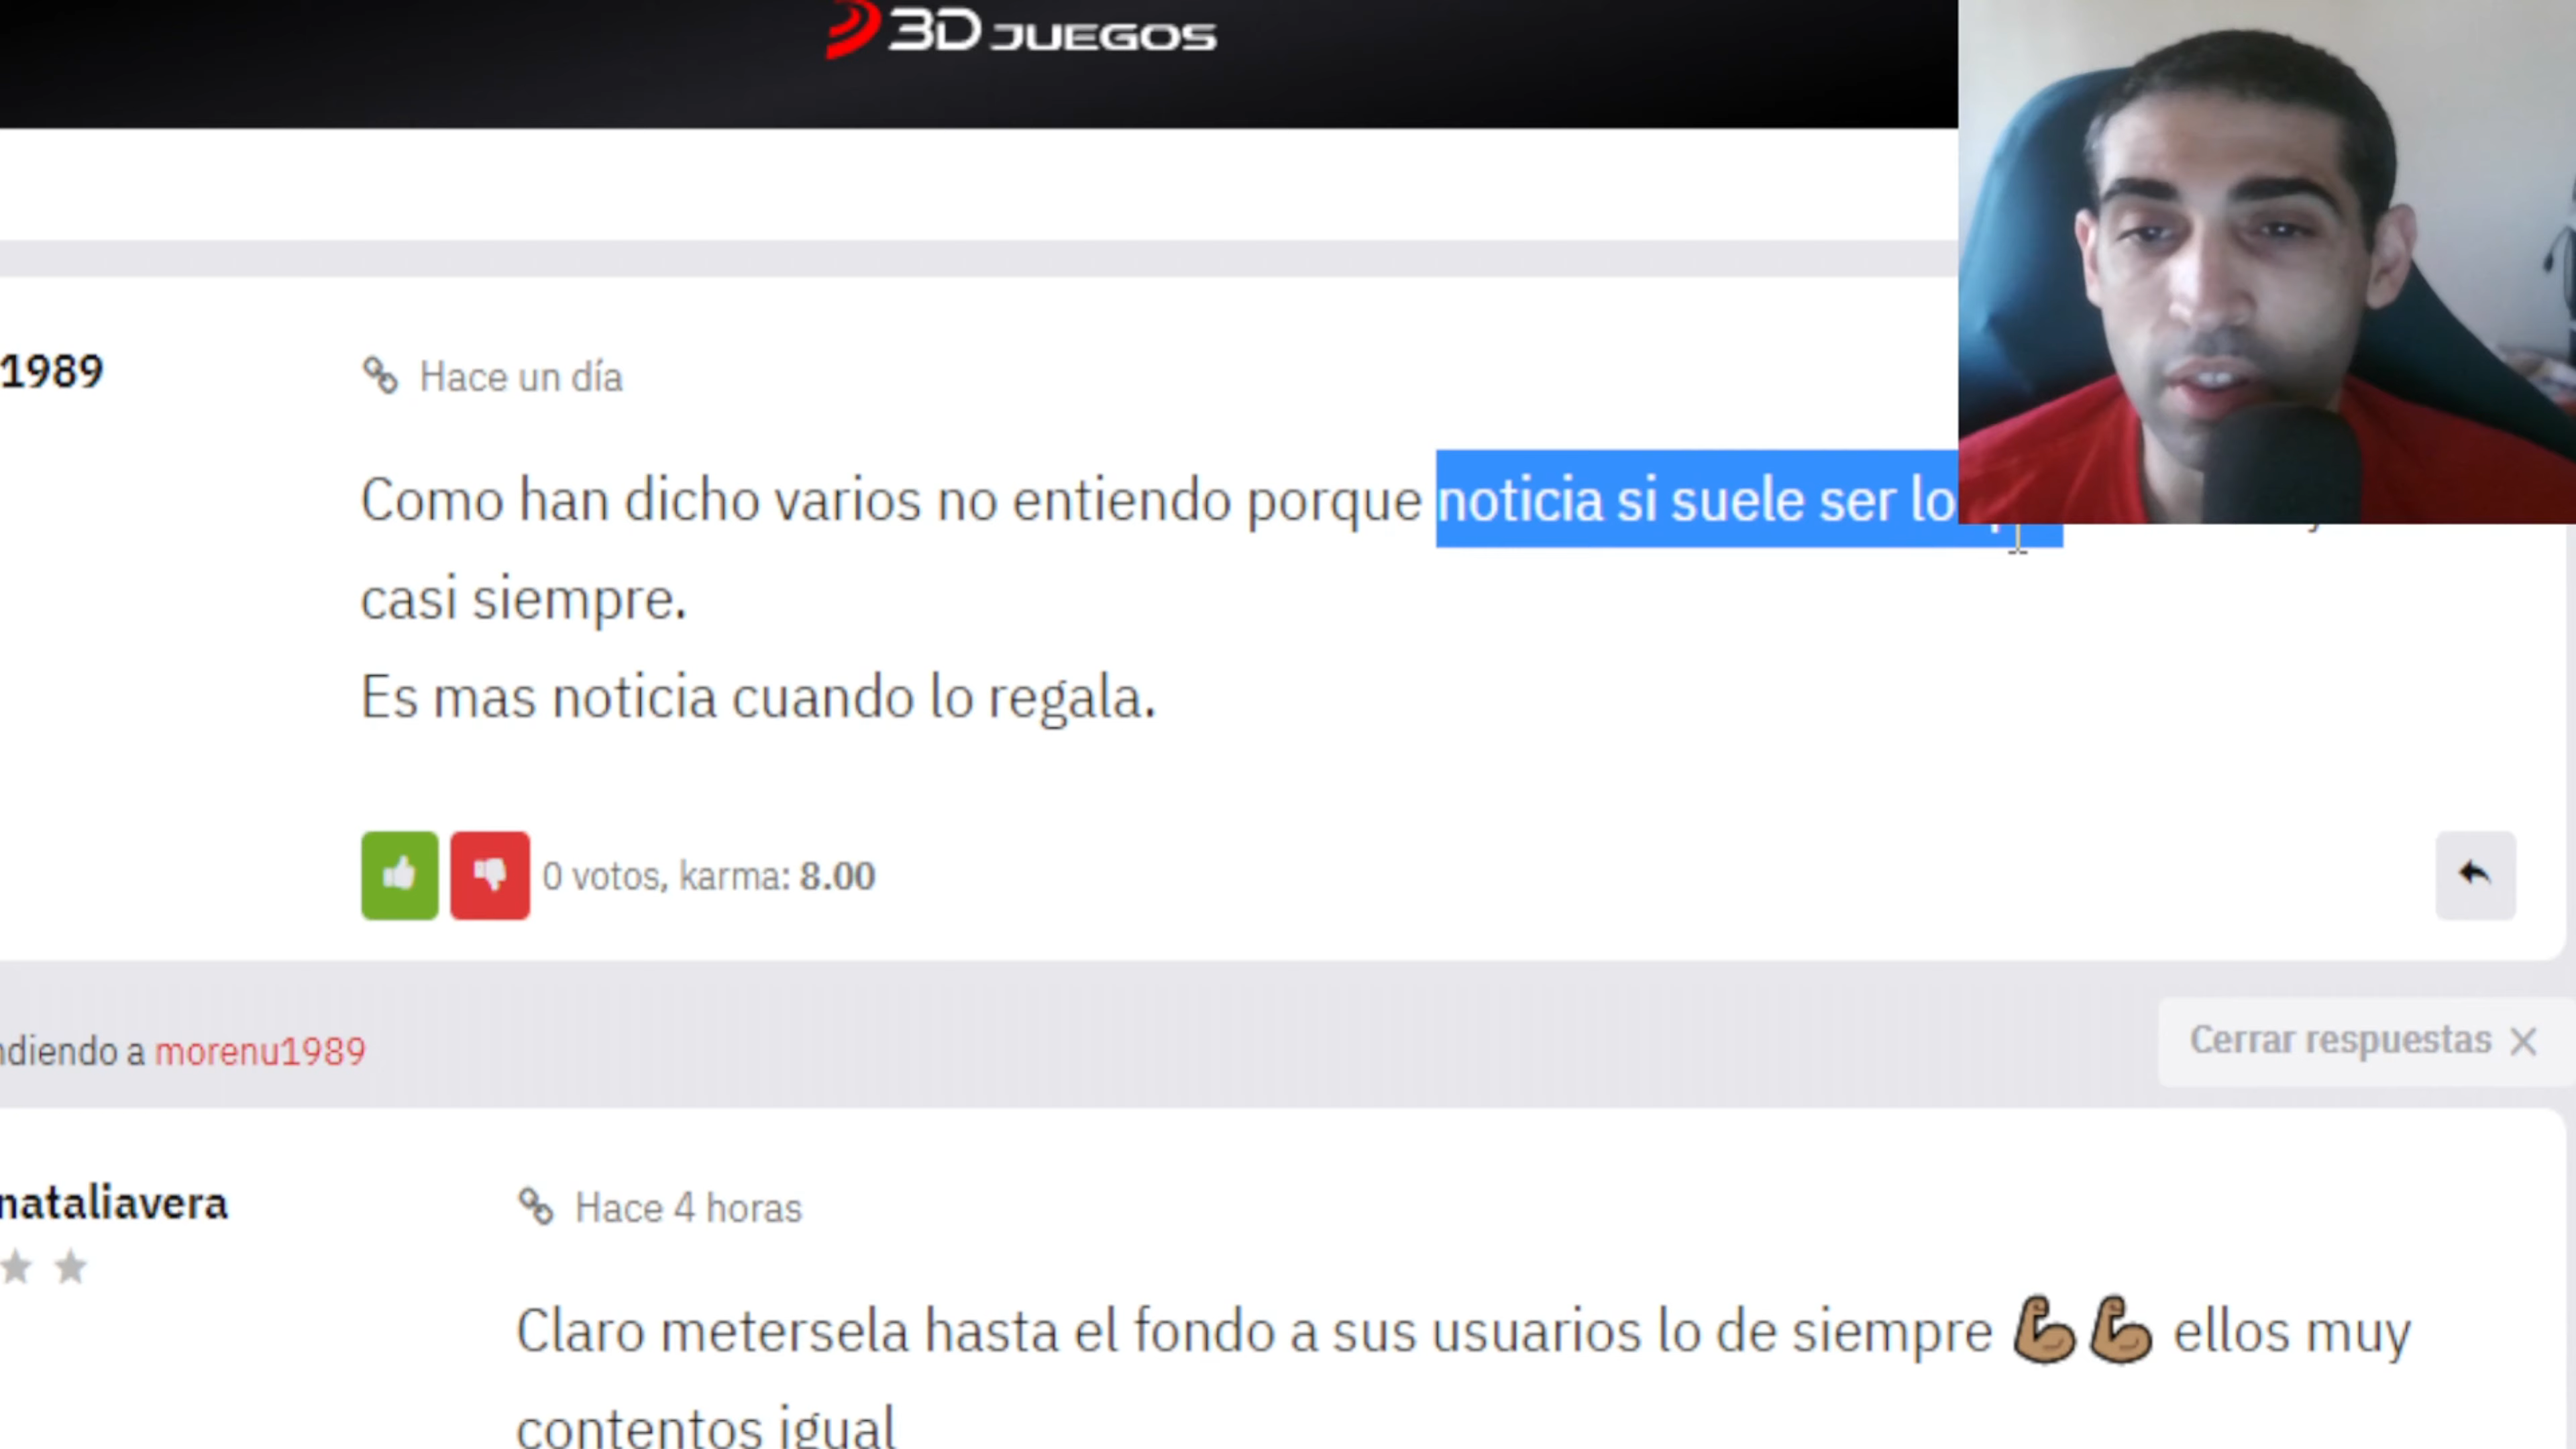 3D JUEGOS
1989
Hace un día
Como han dicho varios no entiendo porque noticia si suele ser lo
casi siempre.
Es mas noticia cuando lo regala.
0 votos, karma: 8.00
ndiendo a morenu1989
Cerrar respuestas
nataliavera
Hace 4 horas
Claro metersela hasta el fondo a sus usuarios lo de siempre 💪🏽💪🏽 ellos muy
contentos igual